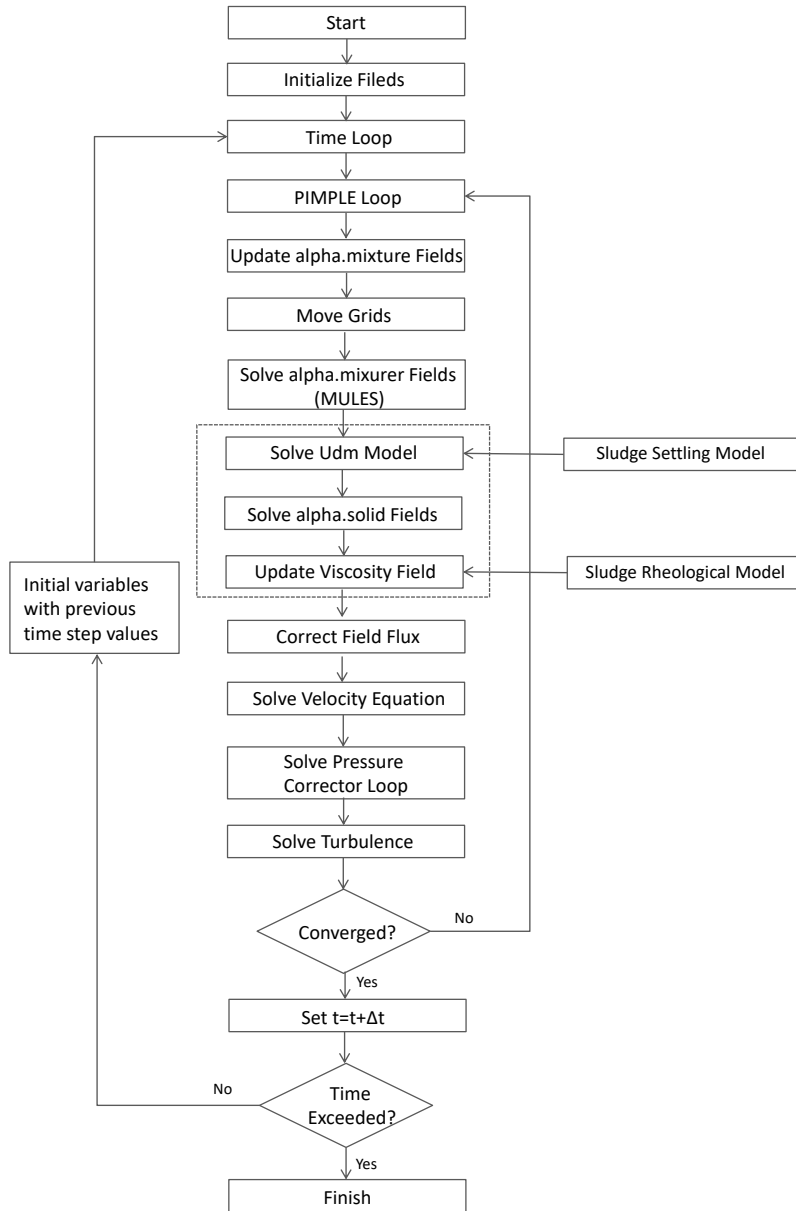 Start
Initialize Fileds
Time Loop
PIMPLE Loop
Update alpha.mixture Fields
Move Grids
Solve alpha.mixurer Fields
(MULES)
Solve Udm Model
Sludge Settling Model
Solve alpha.solid Fields
Update Viscosity Field
Sludge Rheological Model
Initial variables
with previous
time step values
Correct Field Flux
Solve Velocity Equation
Solve Pressure
Corrector Loop
Solve Turbulence
Converged?
No
Yes
Set t=t+Δt
Time
Exceeded?
No
Yes
Finish